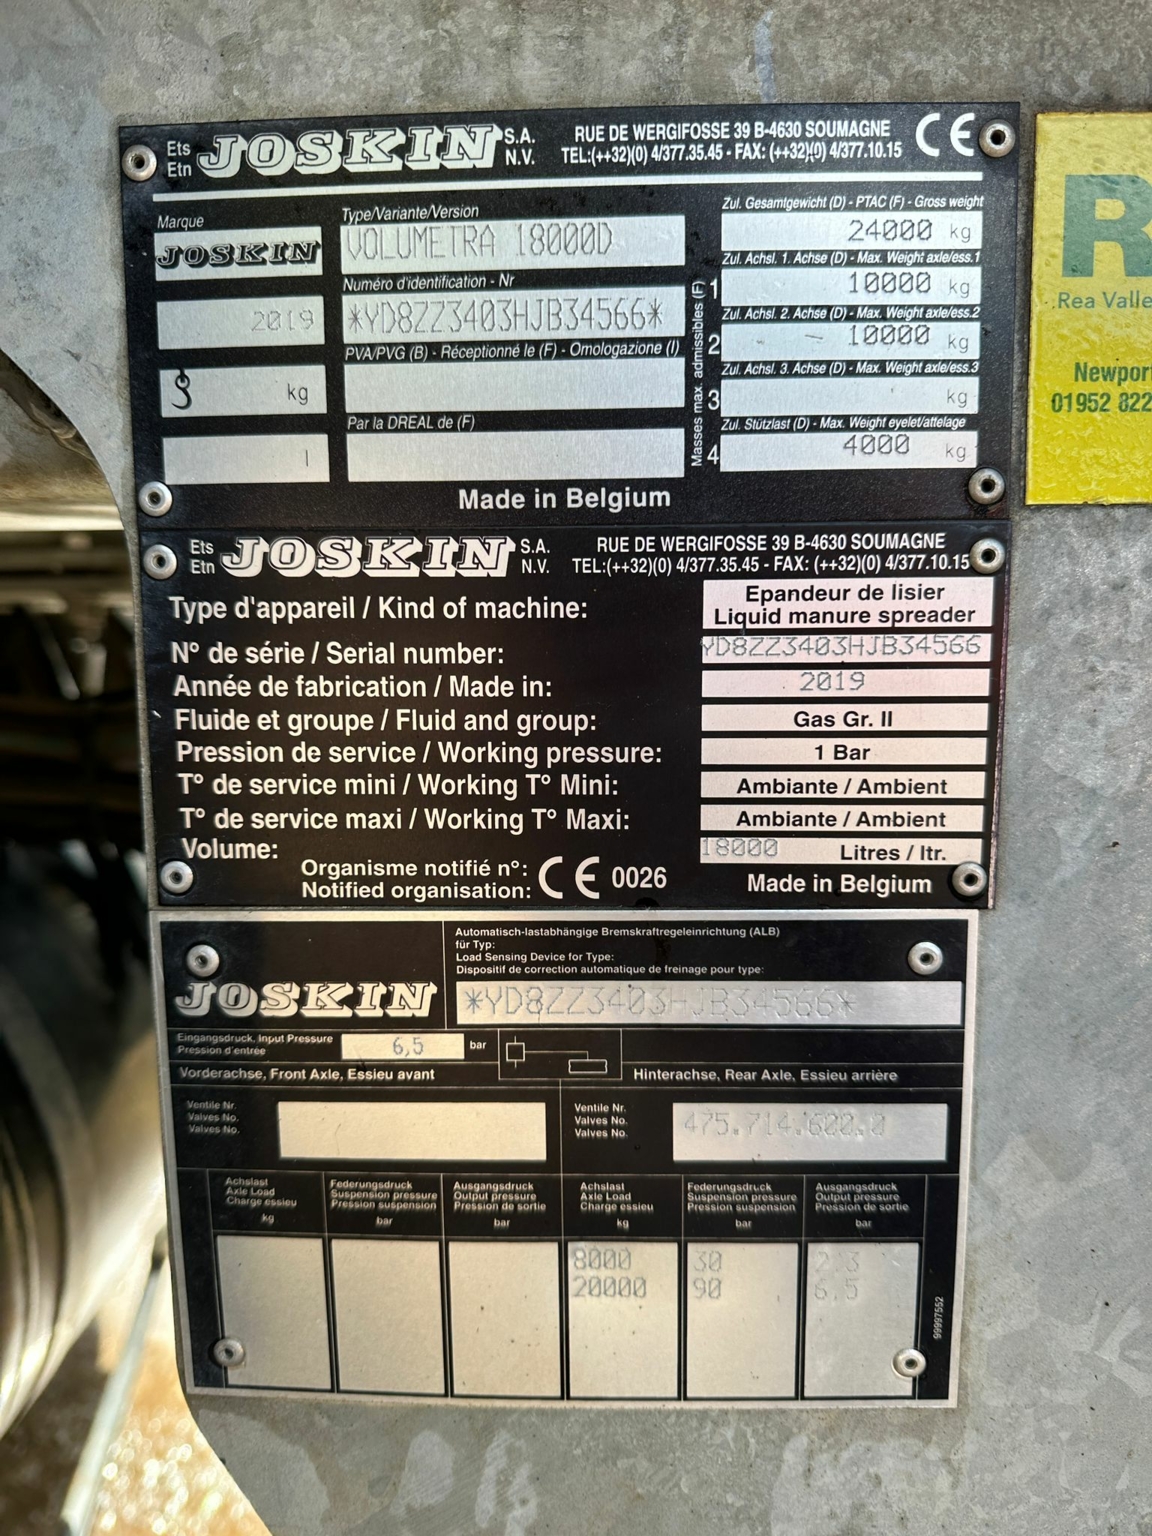 Ets
Etn
JOSKIN
S.A.
N.V.
RUE DE WERGIFOSSE 39 B-4630 SOUMAGNE
TEL:(++32)(0) 4/377.35.45 - FAX: (++32)(0) 4/377.10.15
CE
Marque
JOSKIN
2019
kg
l
Type/Variante/Version
VOLUMETRA 18000D
Numéro d'identification - Nr
*YD8ZZ3403HJB34566*
PVA/PVG (B) - Réceptionné le (F) - Omologazione (I)
Par la DREAL de (F)
Masses max. admissibles (F)
Zul. Gesamtgewicht (D) - PTAC (F) - Gross weight
24000 kg
Zul. Achsl. 1. Achse (D) - Max. Weight axle/ess.1
1 10000 kg
Zul. Achsl. 2. Achse (D) - Max. Weight axle/ess.2
2 - - 10000 kg
Zul. Achsl. 3. Achse (D) - Max. Weight axle/ess.3
3 kg
Zul. Stützlast (D) - Max. Weight eyelet/attelage
4 4000 kg
Made in Belgium
R
Rea Valle
Newpor
01952 822
Ets
Etn
JOSKIN
S.A.
N.V.
RUE DE WERGIFOSSE 39 B-4630 SOUMAGNE
TEL:(++32)(0) 4/377.35.45 - FAX: (++32)(0) 4/377.10.15
Type d'appareil / Kind of machine:
Epandeur de lisier
Liquid manure spreader
N° de série / Serial number: YD8ZZ3403HJB34566
Année de fabrication / Made in: 2019
Fluide et groupe / Fluid and group: Gas Gr. II
Pression de service / Working pressure: 1 Bar
T° de service mini / Working T° Mini: Ambiante / Ambient
T° de service maxi / Working T° Maxi: Ambiante / Ambient
Volume: 18000 Litres / ltr.
Organisme notifié n°:
Notified organisation:
CE 0026
Made in Belgium
JOSKIN
Automatisch-lastabhängige Bremskraftregeleinrichtung (ALB)
für Typ:
Load Sensing Device for Type:
Dispositif de correction automatique de freinage pour type:
*YD8ZZ3403HJB34566*
Eingangsdruck, Input Pressure
Pression d'entrée
6,5 bar
Vorderachse, Front Axle, Essieu avant
Hinterachse, Rear Axle, Essieu arrière
Ventile Nr.
Valves No.
Valves No.
Ventile Nr.
Valves No.
Valves No.
475.714.600.0
Achslast
Axle Load
Charge essieu
kg
Federungsdruck
Suspension pressure
Pression suspension
bar
Ausgangsdruck
Output pressure
Pression de sortie
bar
Achslast
Axle Load
Charge essieu
kg
Federungsdruck
Suspension pressure
Pression suspension
bar
Ausgangsdruck
Output pressure
Pression de sortie
bar
8000 30 2.3
20000 90 6.5
99997552